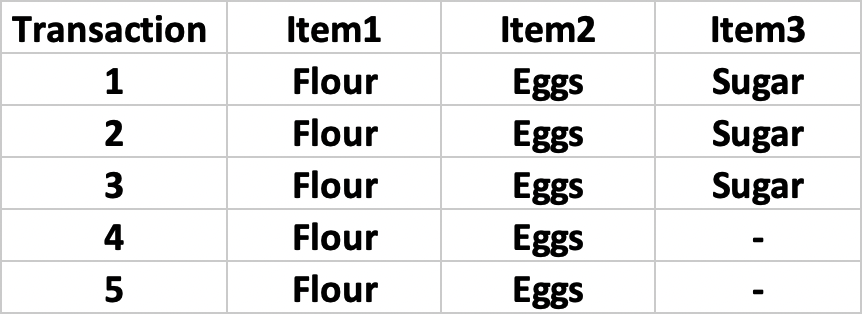 Transaction Item1 Item2 Item3
1 Flour Eggs Sugar
2 Flour Eggs Sugar
3 Flour Eggs Sugar
4 Flour Eggs -
5 Flour Eggs -